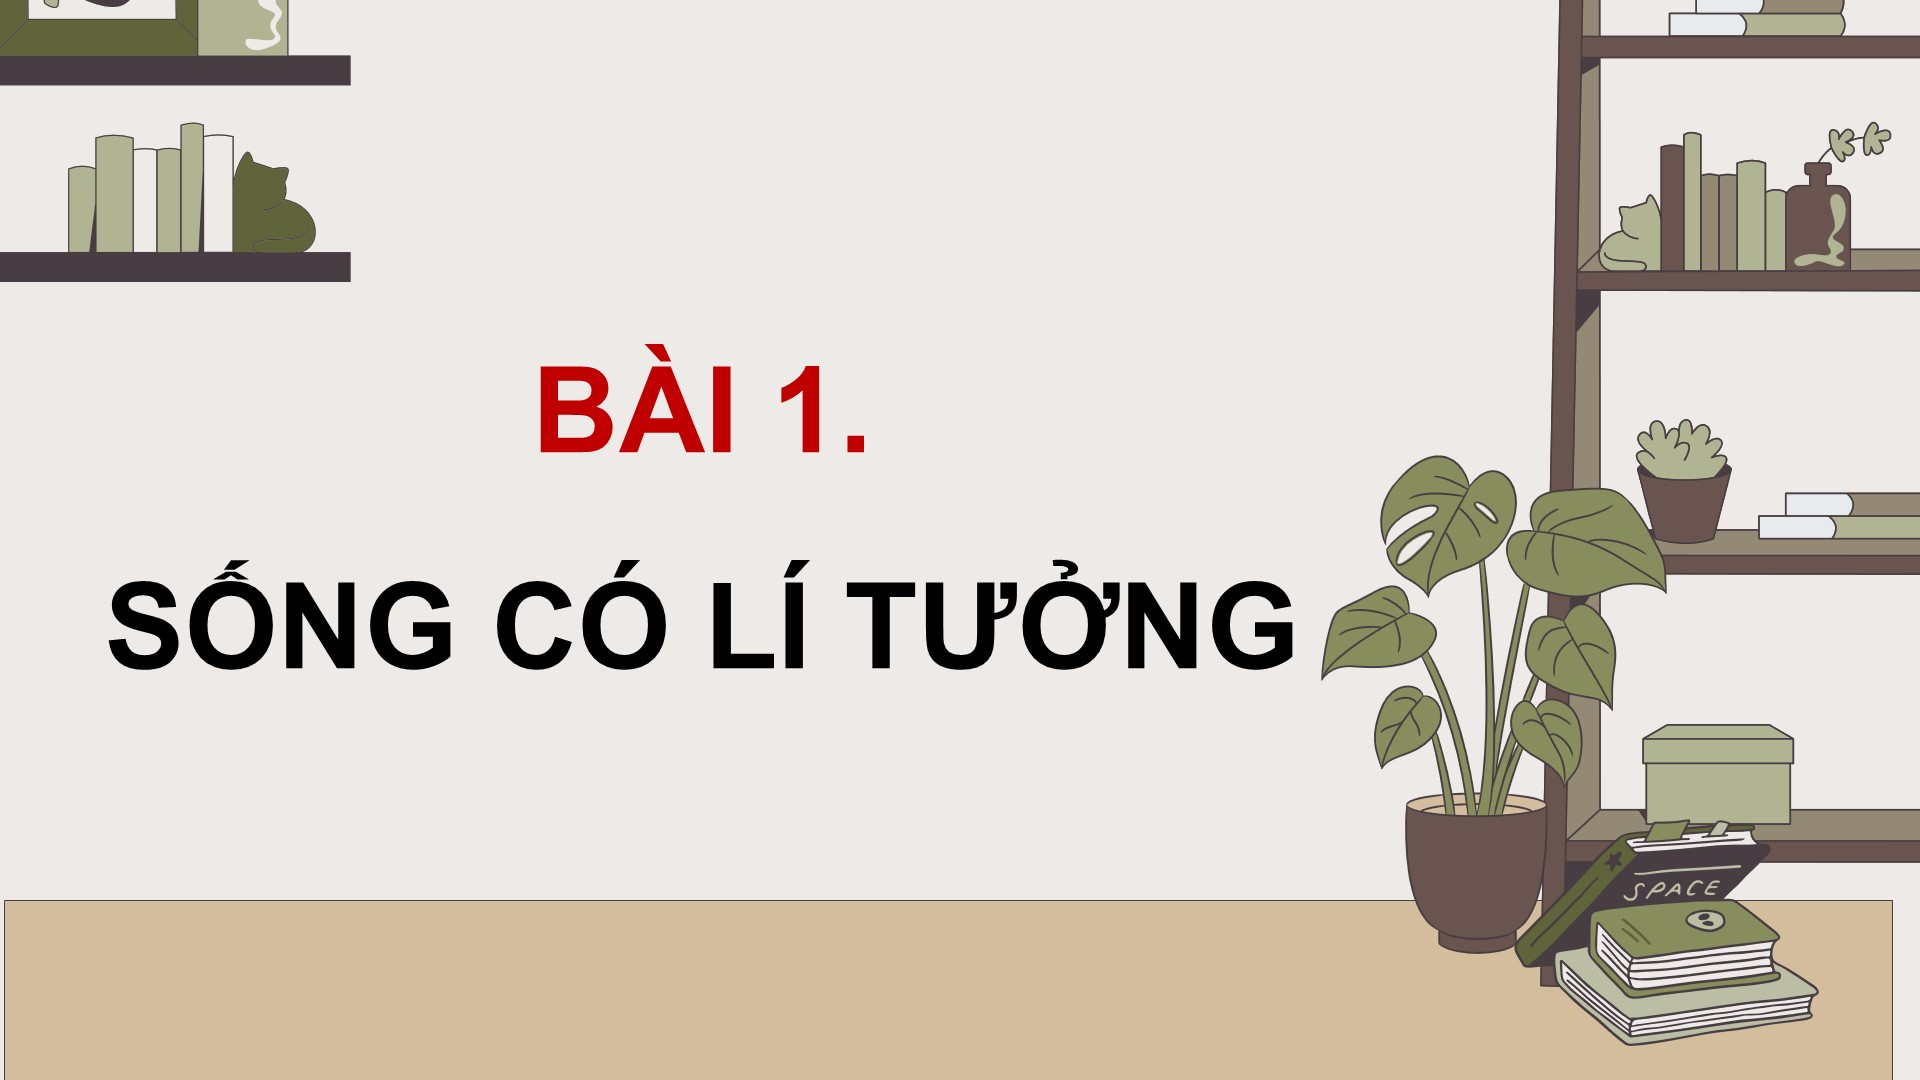 BÀI 1.
SỐNG CÓ LÍ TƯỞNG
SPACE